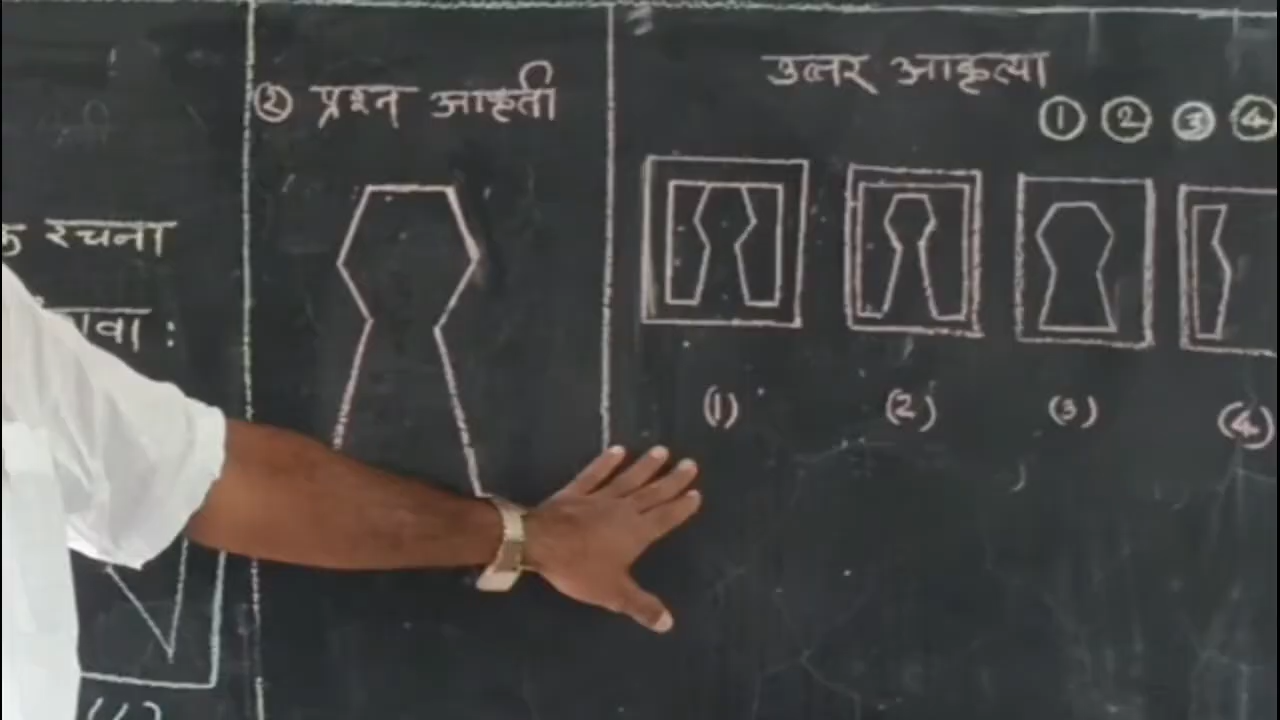 रचना
② प्रश्न आकृती
उत्तर आकृत्या
① ② ③ ④
(1) (2) (3) (4)